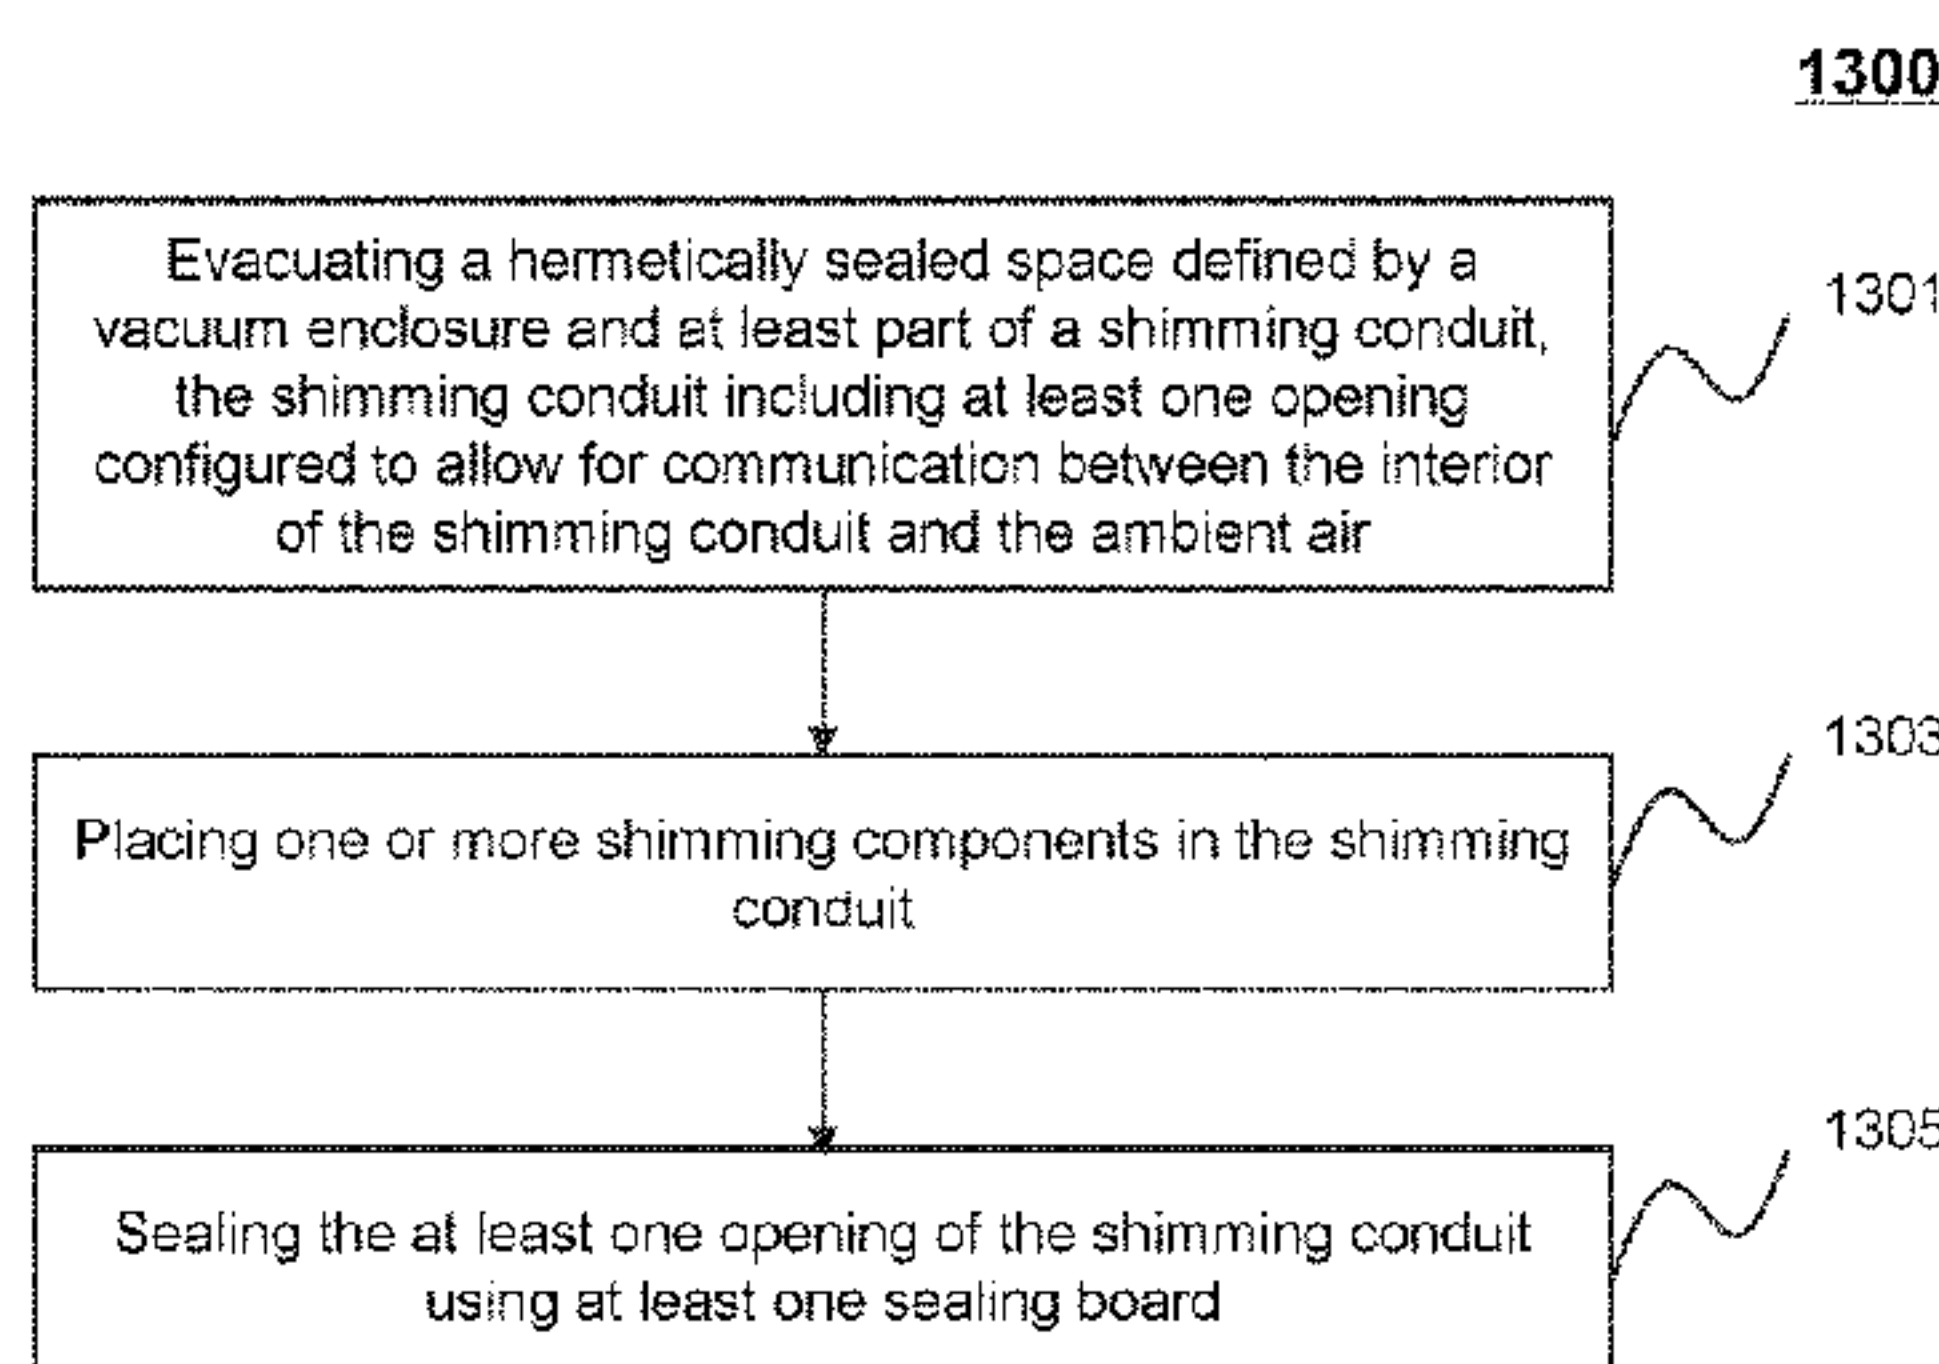 1300
Evacuating a hermetically sealed space defined by a
1301
vacuum enclosure and at least part of a shimming conduit,
the shimming conduit including at least one opening
configured to allow for communication between the interior
of the shimming conduit and the ambient air
1303
Placing one or more shimming components in the shimming
conduit
1305
Sealing the at least one opening of the shimming conduit
using at least one sealing board